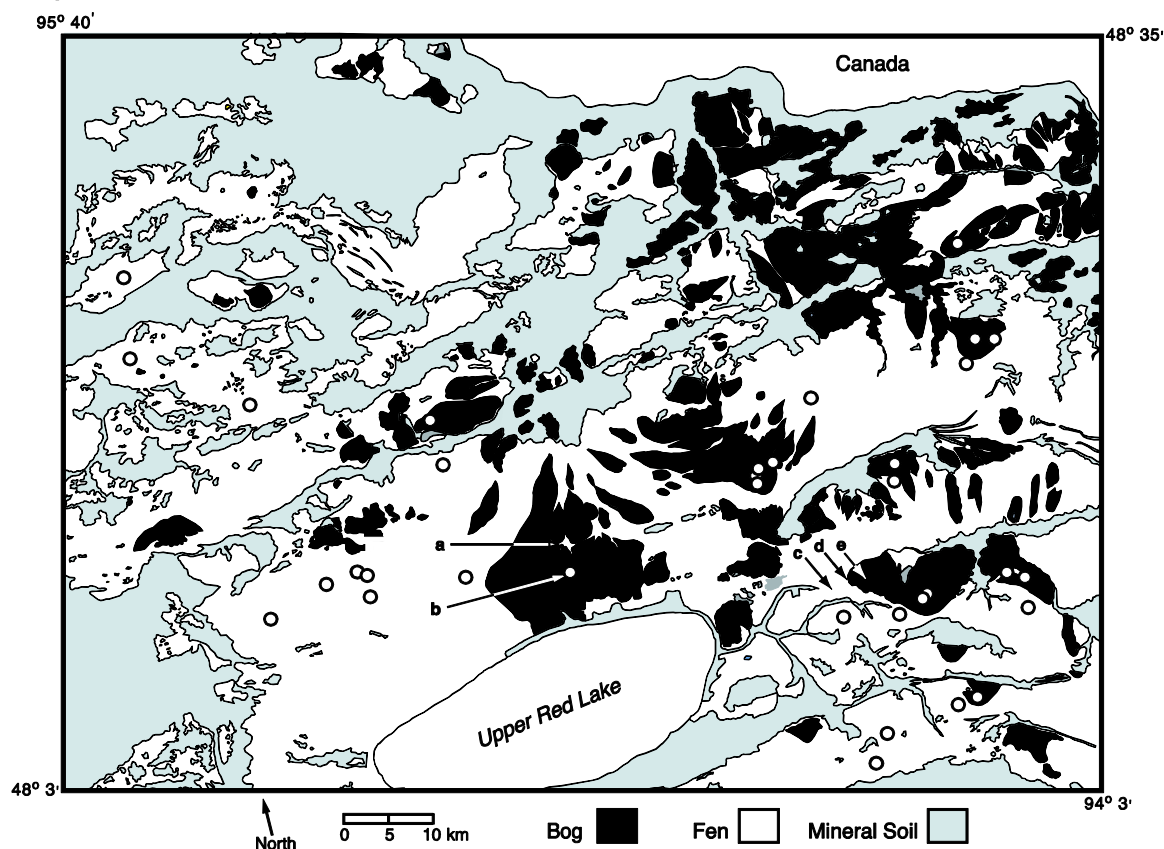 95° 40'
48° 35'
Canada
a
b
c d e
Upper Red Lake
48° 3'
94° 3'
North
0 5 10 km
Bog
Fen
Mineral Soil